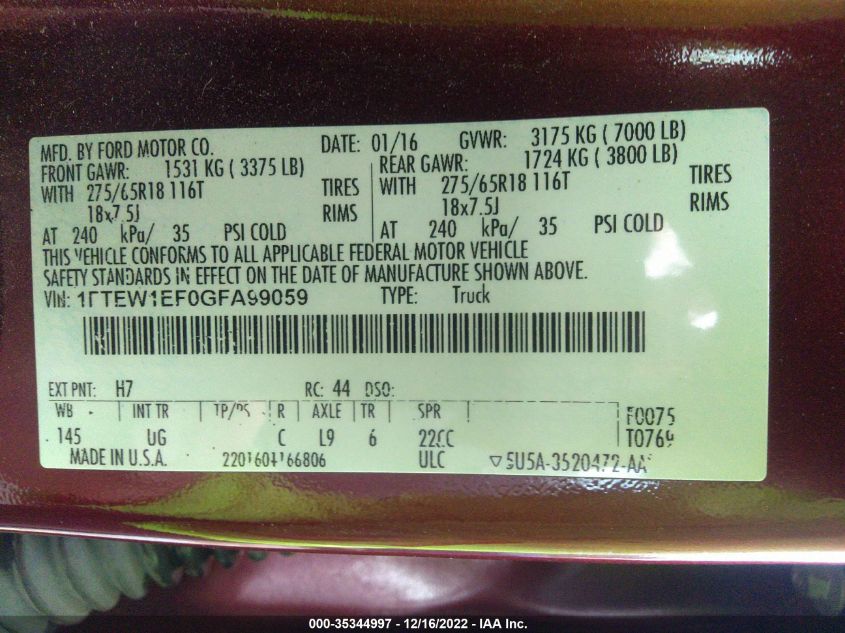 MFD. BY FORD MOTOR CO. DATE: 01/16 GVWR: 3175 KG ( 7000 LB)
FRONT GAWR: 1531 KG ( 3375 LB) REAR GAWR: 1724 KG ( 3800 LB)
WITH 275/65R18 116T TIRES WITH 275/65R18 116T TIRES
18x7.5J RIMS 18x7.5J RIMS
AT 240 kPa/ 35 PSI COLD AT 240 kPa/ 35 PSI COLD
THIS VEHICLE CONFORMS TO ALL APPLICABLE FEDERAL MOTOR VEHICLE
SAFETY STANDARDS IN EFFECT ON THE DATE OF MANUFACTURE SHOWN ABOVE.
VIN: 1FTEW1EF0GFA99059 TYPE: Truck
EXT PNT: H7 RC: 44 DSO:
WB INT TR TP/PS R AXLE TR SPR F0075
145 UG C L9 6 22CC T0769
MADE IN U.S.A. 2201604166806 ULC
000-35344997 - 12/16/2022 - IAA Inc.